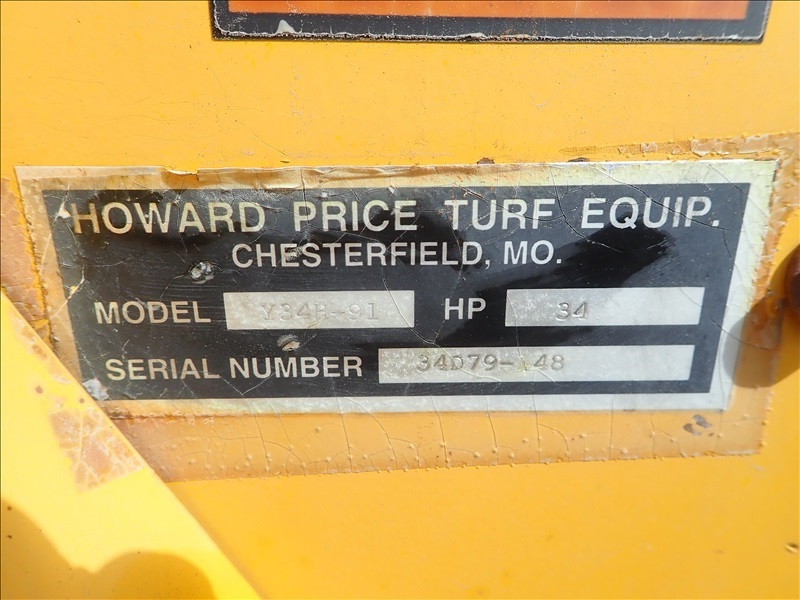 HOWARD PRICE TURF EQUIP.
CHESTERFIELD, MO.
MODEL HP 34
SERIAL NUMBER